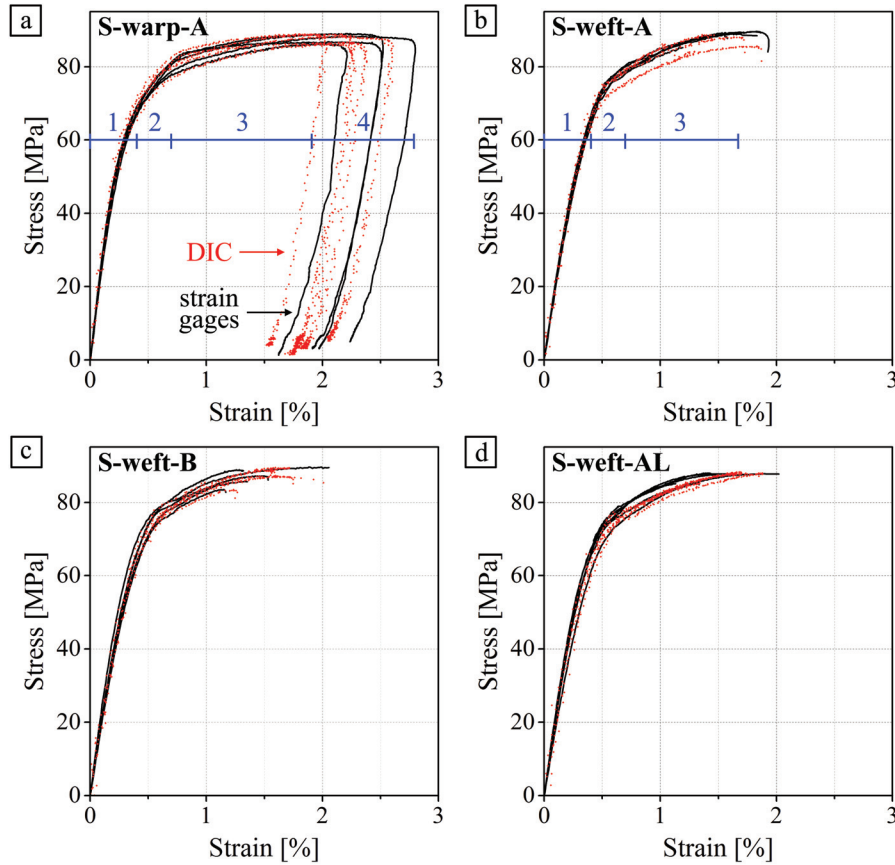 a S-warp-A
Stress [MPa]
80
60
40
20
0
1 2 3 4
DIC
strain
gages
0 1 2 3
Strain [%]
b S-weft-A
Stress [MPa]
80
60
40
20
0
1 2 3
0 1 2 3
Strain [%]
c S-weft-B
Stress [MPa]
80
60
40
20
0
0 1 2 3
Strain [%]
d S-weft-AL
Stress [MPa]
80
60
40
20
0
0 1 2 3
Strain [%]